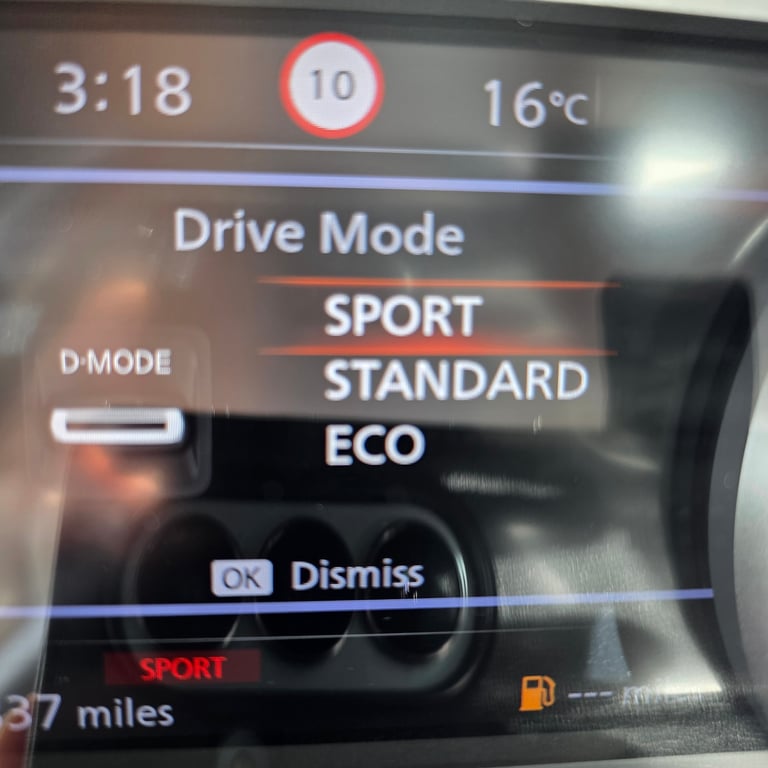 3:18 10 16°C
Drive Mode
SPORT
D-MODE
STANDARD
ECO
OK Dismiss
SPORT
37 miles
---